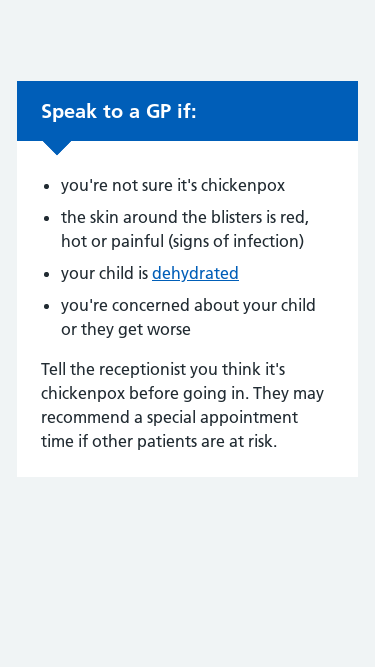 Speak to a GP if:
you're not sure it's chickenpox
the skin around the blisters is red,
hot or painful (signs of infection)
your child is dehydrated
you're concerned about your child
or they get worse
Tell the receptionist you think it's
chickenpox before going in. They may
recommend a special appointment
time if other patients are at risk.